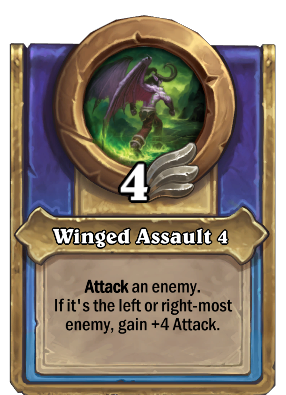 4
Winged Assault 4
Attack an enemy.
If it's the left or right-most
enemy, gain +4 Attack.